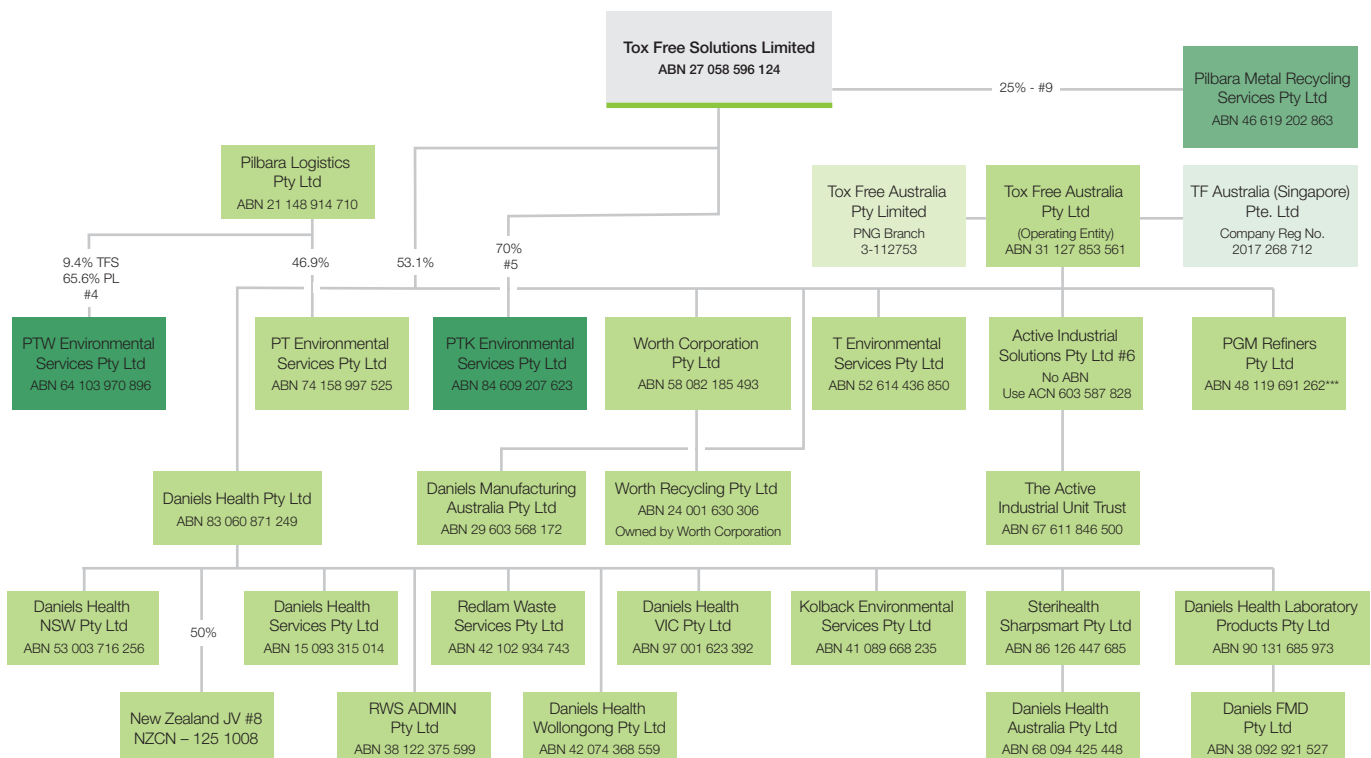 Tox Free Solutions Limited
ABN 27 058 596 124
25% - #9
Pilbara Metal Recycling
Services Pty Ltd
ABN 46 619 202 863
Pilbara Logistics
Pty Ltd
ABN 21 148 914 710
Tox Free Australia
Pty Limited
PNG Branch
3-112753
Tox Free Australia
Pty Ltd
(Operating Entity)
ABN 31 127 853 561
TF Australia (Singapore)
Pte. Ltd
Company Reg No.
2017 268 712
9.4% TFS
65.6% PL
#4
46.9%
53.1%
70%
#5
PTW Environmental
Services Pty Ltd
ABN 64 103 970 896
PT Environmental
Services Pty Ltd
ABN 74 158 997 525
PTK Environmental
Services Pty Ltd
ABN 84 609 207 623
Worth Corporation
Pty Ltd
ABN 58 082 185 493
T Environmental
Services Pty Ltd
ABN 52 614 436 850
Active Industrial
Solutions Pty Ltd #6
No ABN
Use ACN 603 587 828
PGM Refiners
Pty Ltd
ABN 48 119 691 262***
Daniels Health Pty Ltd
ABN 83 060 871 249
Daniels Manufacturing
Australia Pty Ltd
ABN 29 603 568 172
Worth Recycling Pty Ltd
ABN 24 001 630 306
Owned by Worth Corporation
The Active
Industrial Unit Trust
ABN 67 611 846 500
Daniels Health
NSW Pty Ltd
ABN 53 003 716 256
50%
Daniels Health
Services Pty Ltd
ABN 15 093 315 014
Redlam Waste
Services Pty Ltd
ABN 42 102 934 743
Daniels Health
VIC Pty Ltd
ABN 97 001 623 392
Kolback Environmental
Services Pty Ltd
ABN 41 089 668 235
Sterihealth
Sharpsmart Pty Ltd
ABN 86 126 447 685
Daniels Health Laboratory
Products Pty Ltd
ABN 90 131 685 973
New Zealand JV #8
NZCN – 125 1008
RWS ADMIN
Pty Ltd
ABN 38 122 375 599
Daniels Health
Wollongong Pty Ltd
ABN 42 074 368 559
Daniels Health
Australia Pty Ltd
ABN 68 094 425 448
Daniels FMD
Pty Ltd
ABN 38 092 921 527